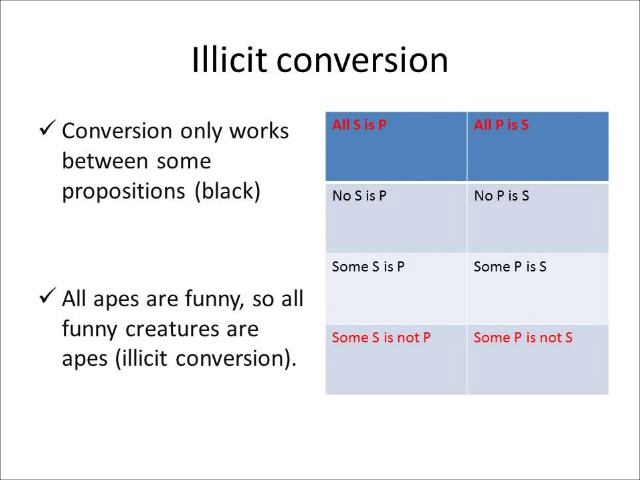 Illicit conversion
✓ Conversion only works
between some
propositions (black)
✓ All apes are funny, so all
funny creatures are
apes (illicit conversion).
All S is P All P is S
No S is P No P is S
Some S is P Some P is S
Some S is not P Some P is not S